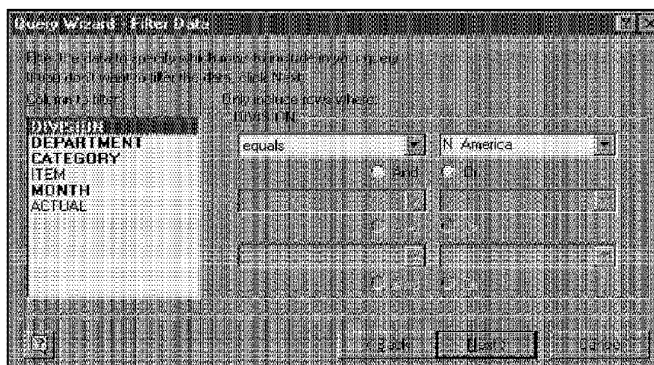 Query Wizard - Filter Data
Filter the data to specify which rows to include in your query.
If you don't want to filter the data, click Next.
Column to filter:
Only include rows where:
DIVISION
DIVISION
DEPARTMENT
CATEGORY
ITEM
MONTH
ACTUAL
equals
N. America
And
Or
< Back
Next >
Cancel